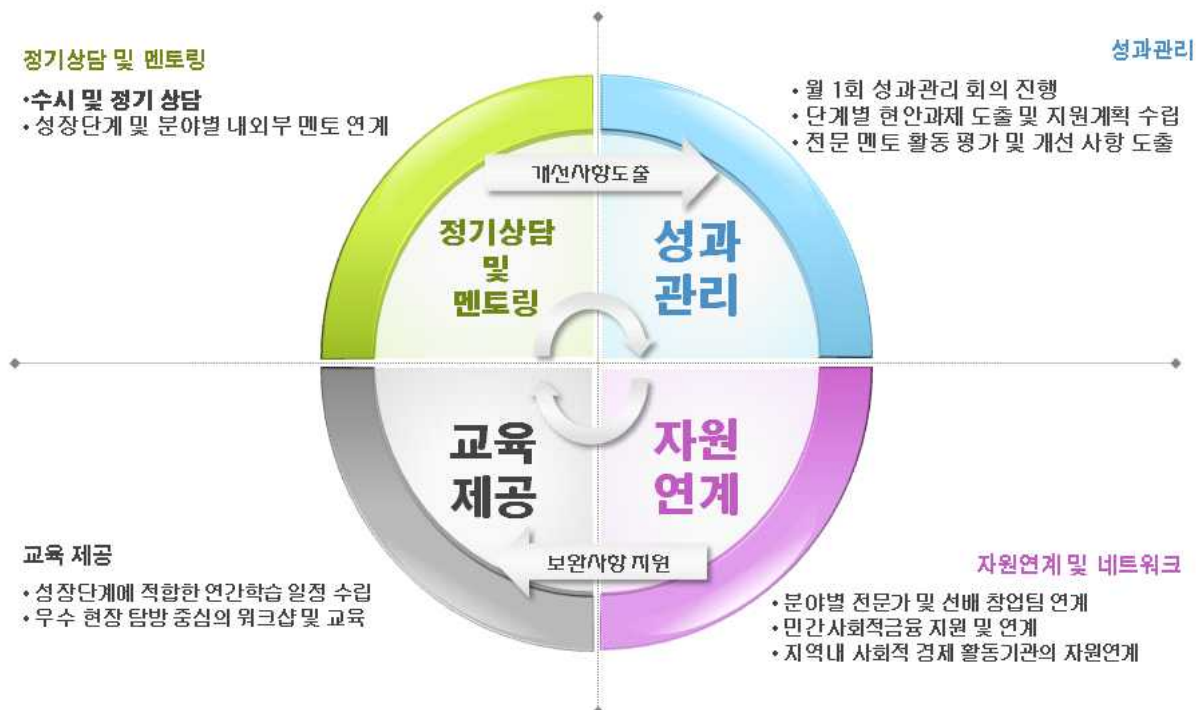 정기상담 및 멘토링
•수시 및 정기 상담
• 성장단계 및 분야별 내외부 멘토 연계
성과관리
• 월 1회 성과관리 회의 진행
• 단계별 현안과제 도출 및 지원계획 수립
• 전문 멘토 활동 평가 및 개선 사항 도출
개선사항도출
정기상담
및
멘토링
성과
관리
교육
제공
자원
연계
보완사항 지원
교육 제공
• 성장단계에 적합한 연간학습 일정 수립
• 우수 현장 탐방 중심의 워크샵 및 교육
자원연계 및 네트워크
• 분야별 전문가 및 선배 창업팀 연계
• 민간사회적금융 지원 및 연계
• 지역내 사회적 경제 활동기관의 자원연계